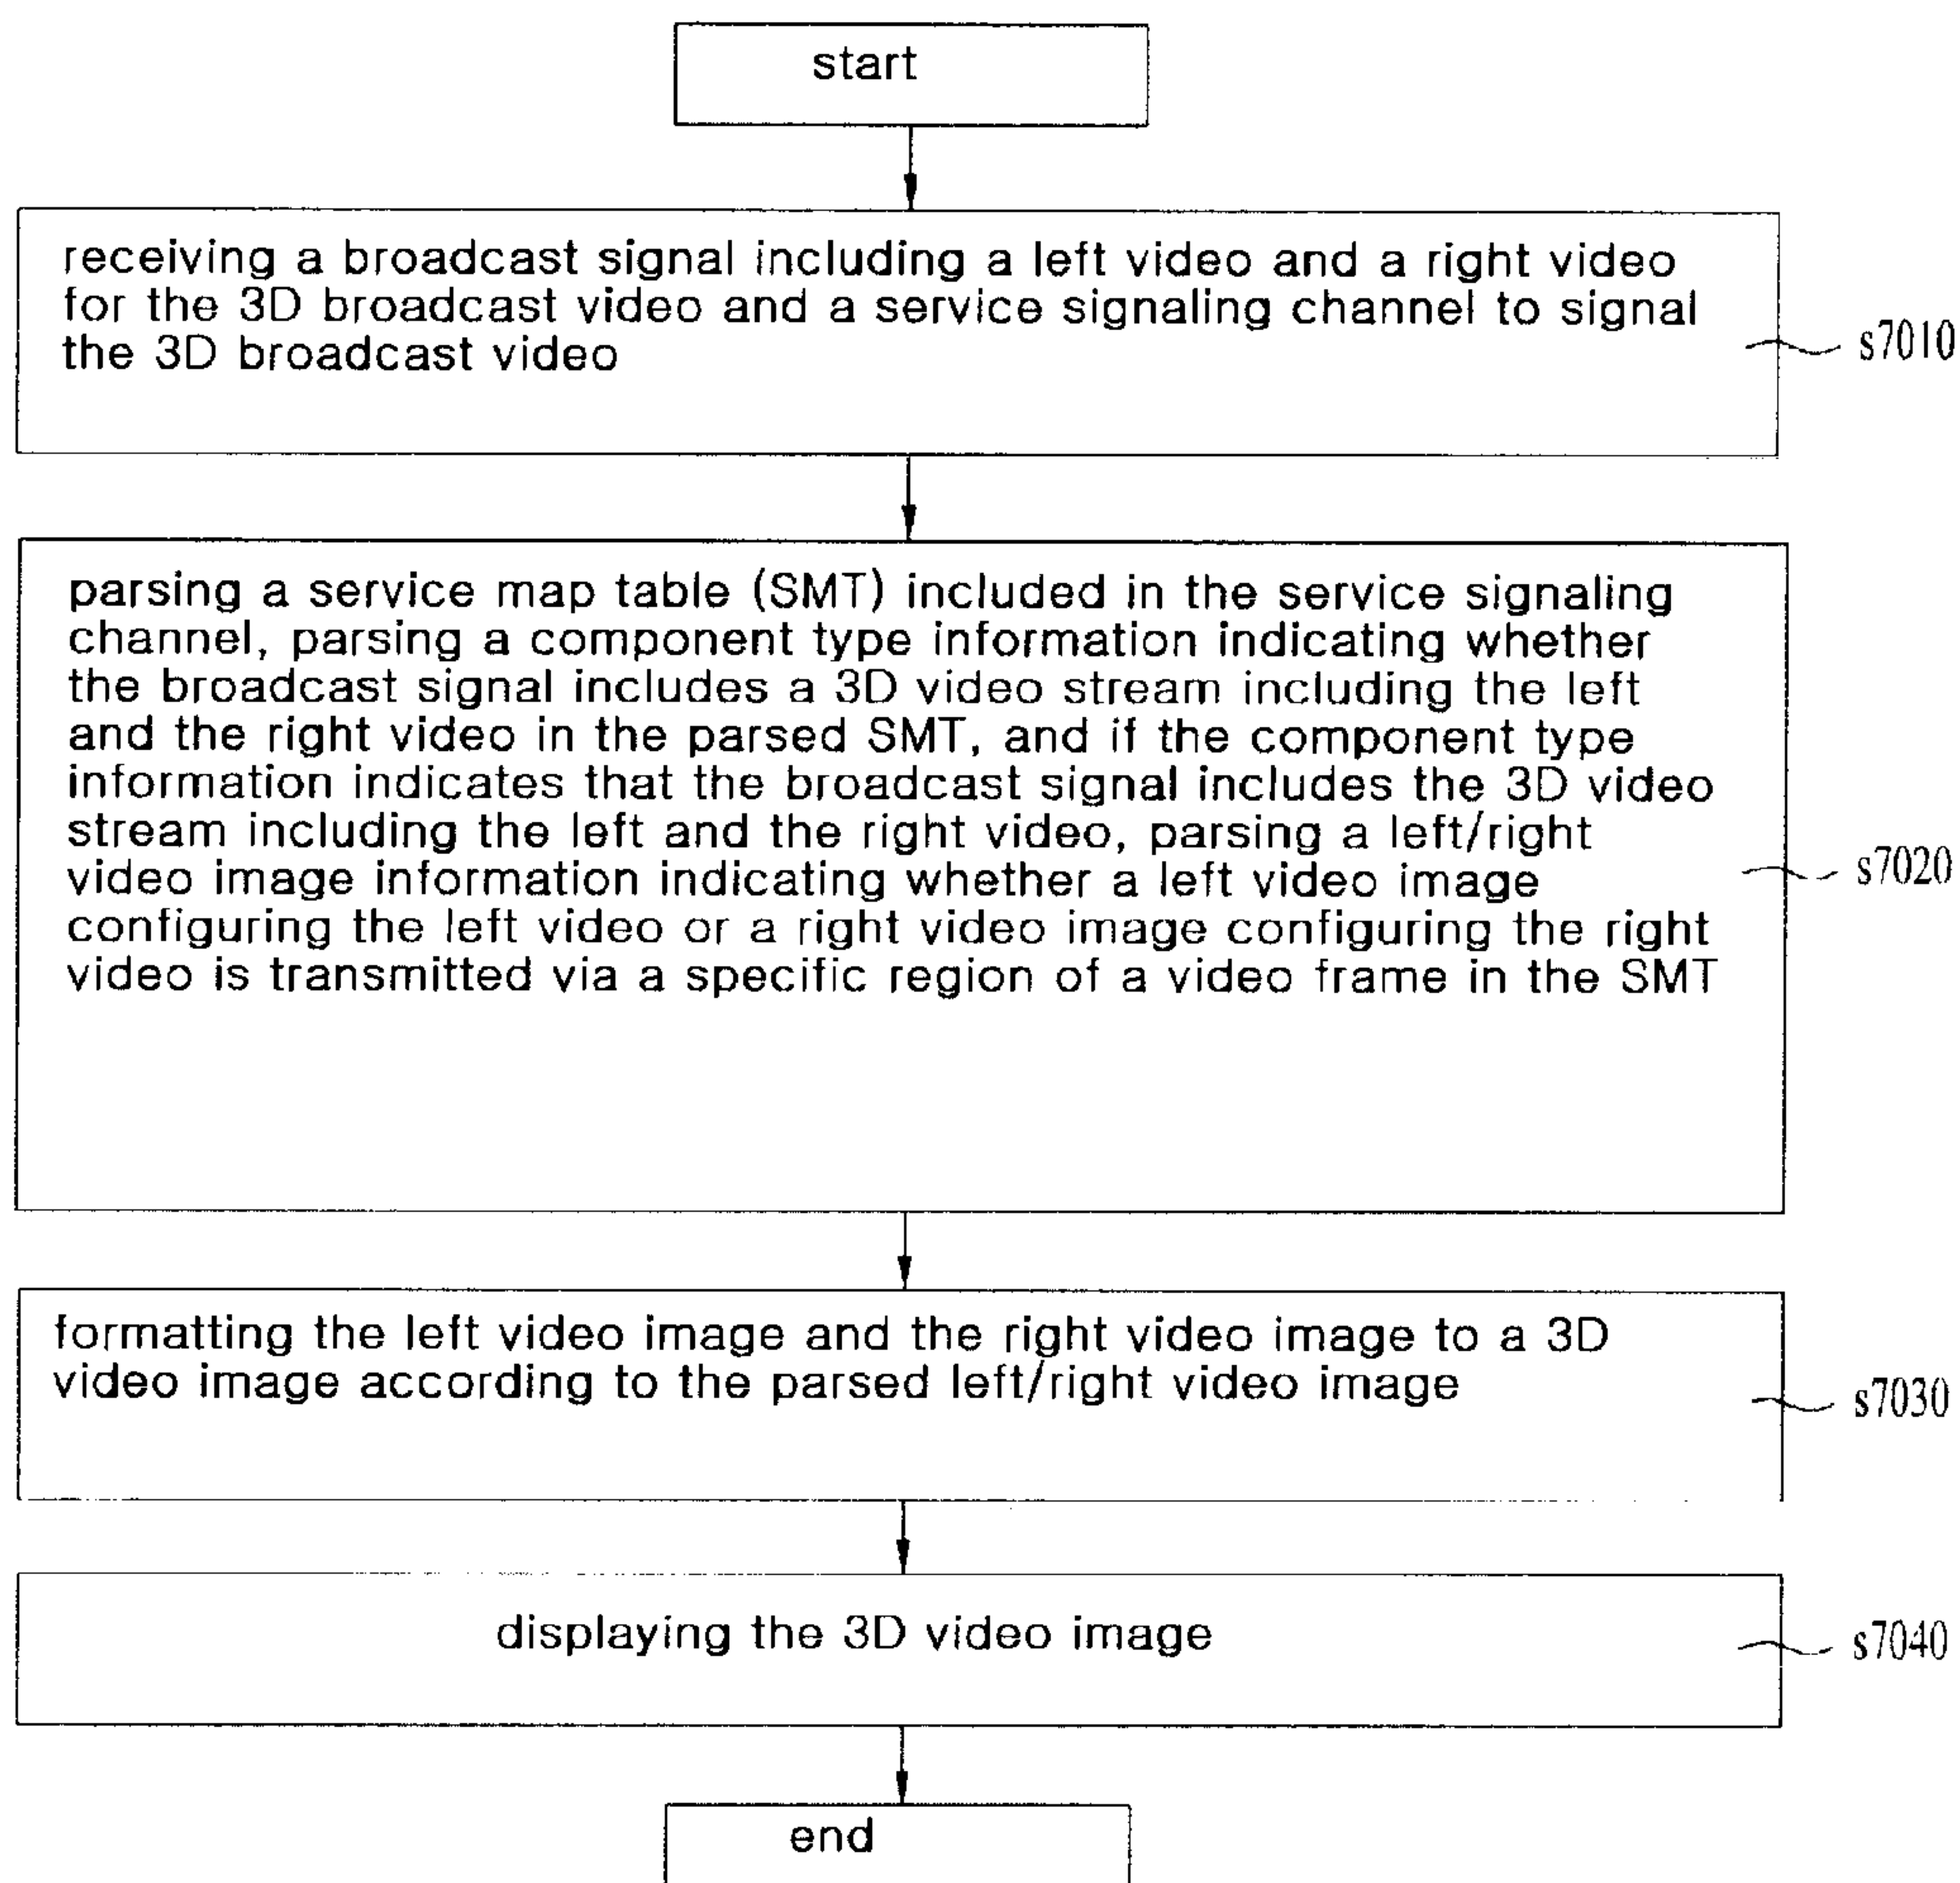 start
receiving a broadcast signal including a left video and a right video
for the 3D broadcast video and a service signaling channel to signal
the 3D broadcast video
s7010
parsing a service map table (SMT) included in the service signaling
channel, parsing a component type information indicating whether
the broadcast signal includes a 3D video stream including the left
and the right video in the parsed SMT, and if the component type
information indicates that the broadcast signal includes the 3D video
stream including the left and the right video, parsing a left/right
video image information indicating whether a left video image
configuring the left video or a right video image configuring the right
video is transmitted via a specific region of a video frame in the SMT
s7020
formatting the left video image and the right video image to a 3D
video image according to the parsed left/right video image
s7030
displaying the 3D video image
s7040
end